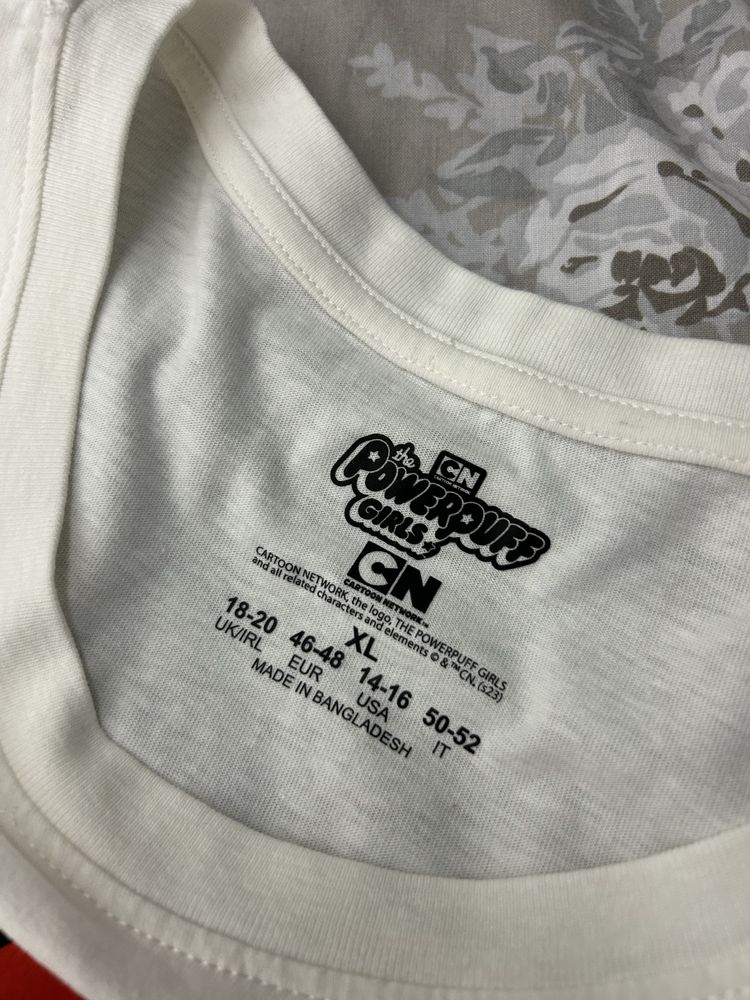 the
POWERPUFF
GIRLS
CN
CARTOON NETWORK
CN
CARTOON NETWORK™
CARTOON NETWORK, the logo, THE POWERPUFF GIRLS
and all related characters and elements © & ™ CN. (s23)
XL
18-20 46-48 14-16 50-52
UK/IRL EUR USA IT
MADE IN BANGLADESH